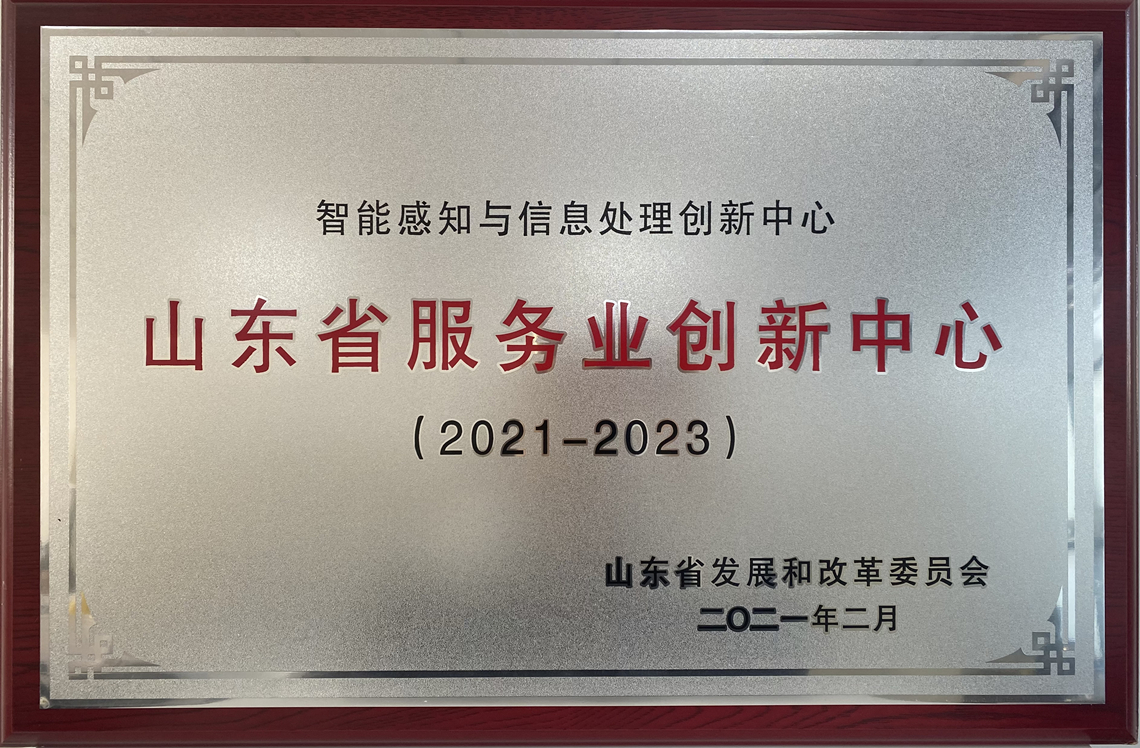 智能感知与信息处理创新中心
山东省服务业创新中心
(2021-2023)
山东省发展和改革委员会
二〇二一年二月